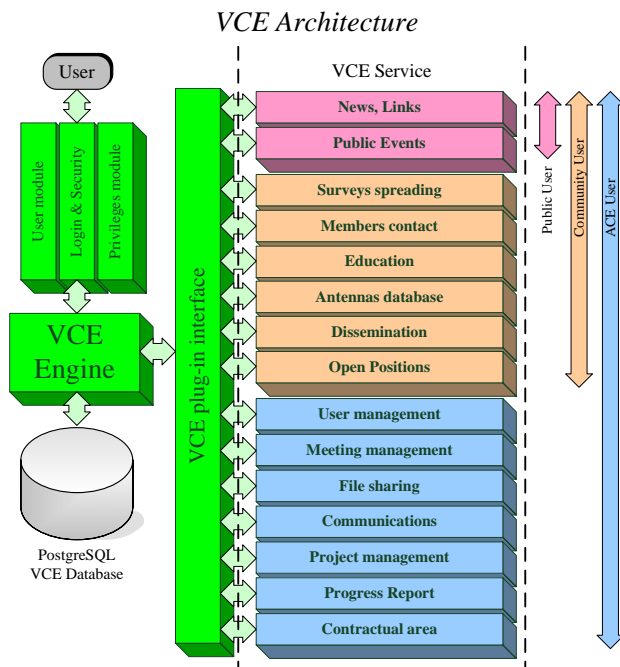 VCE Architecture
User
VCE Service
User module
Login & Security
Privileges module
VCE
Engine
PostgreSQL
VCE Database
VCE plug-in interface
News, Links
Public Events
Surveys spreading
Members contact
Education
Antennas database
Dissemination
Open Positions
User management
Meeting management
File sharing
Communications
Project management
Progress Report
Contractual area
Public User
Community User
ACE User